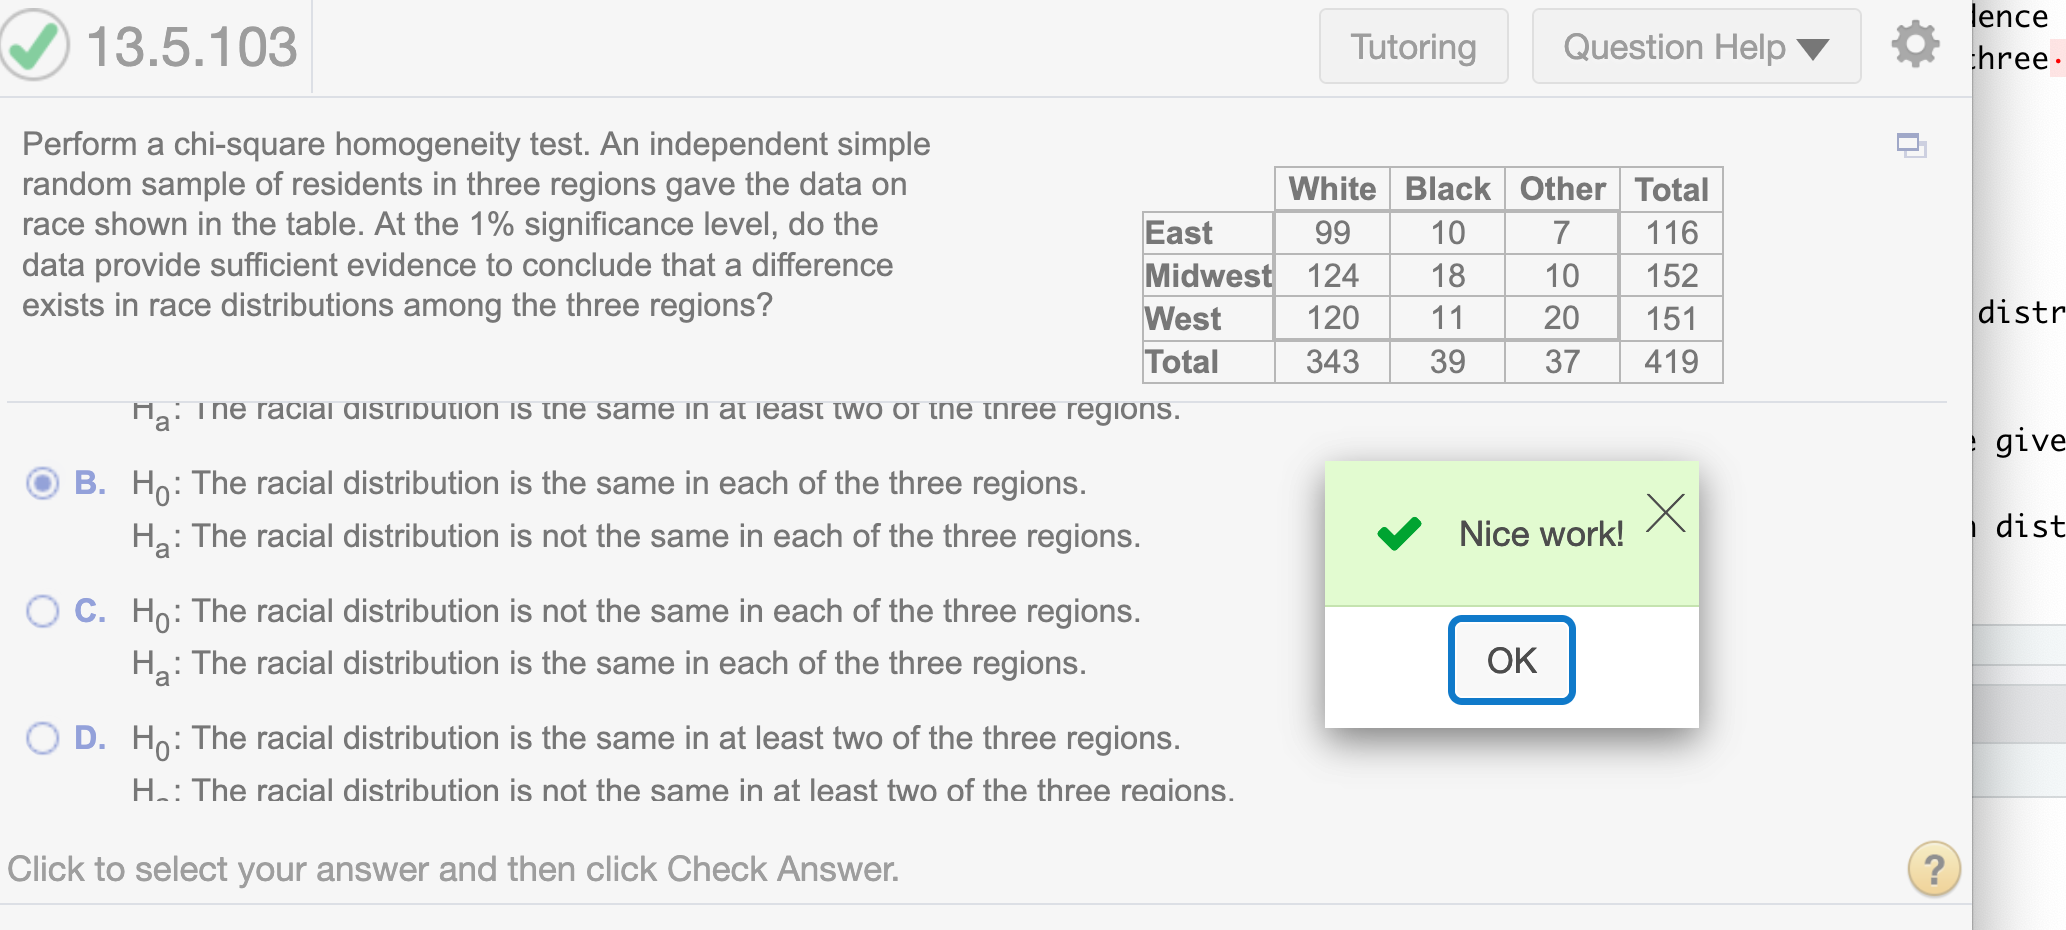 13.5.103
Tutoring
Question Help
Perform a chi-square homogeneity test. An independent simple
random sample of residents in three regions gave the data on
race shown in the table. At the 1% significance level, do the
data provide sufficient evidence to conclude that a difference
exists in race distributions among the three regions?
White Black Other Total
East 99 10 7 116
Midwest 124 18 10 152
West 120 11 20 151
Total 343 39 37 419
Ha: The racial distribution is the same in at least two of the three regions.
B. H0: The racial distribution is the same in each of the three regions.
Ha: The racial distribution is not the same in each of the three regions.
C. H0: The racial distribution is not the same in each of the three regions.
Ha: The racial distribution is the same in each of the three regions.
D. H0: The racial distribution is the same in at least two of the three regions.
Ha: The racial distribution is not the same in at least two of the three regions.
Nice work!
OK
Click to select your answer and then click Check Answer.
?
dence
three
distr
give
dist